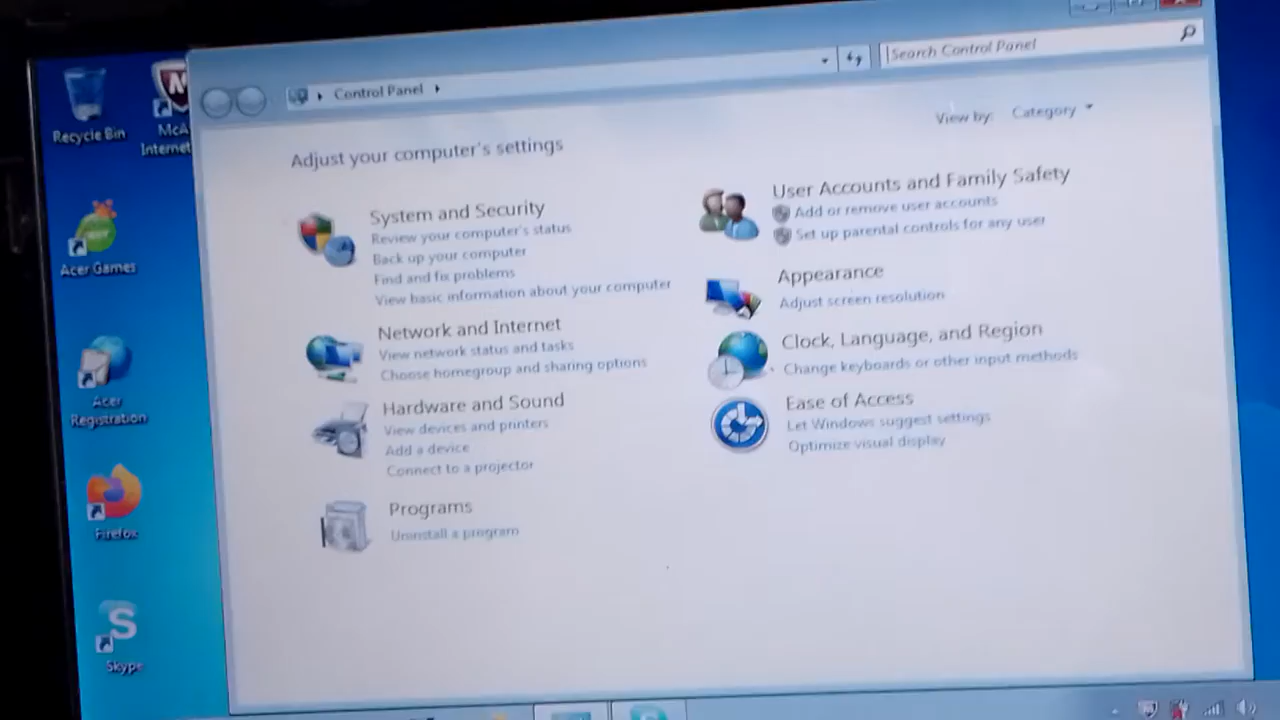 Control Panel
Search Control Panel
View by: Category
Adjust your computer's settings
System and Security
Review your computer's status
Back up your computer
Find and fix problems
View basic information about your computer
Network and Internet
View network status and tasks
Choose homegroup and sharing options
Hardware and Sound
View devices and printers
Add a device
Connect to a projector
Programs
Uninstall a program
User Accounts and Family Safety
Add or remove user accounts
Set up parental controls for any user
Appearance
Adjust screen resolution
Clock, Language, and Region
Change keyboards or other input methods
Ease of Access
Let Windows suggest settings
Optimize visual display
Recycle Bin
McA
Internet
Acer Games
Acer
Registration
Firefox
S
Skype